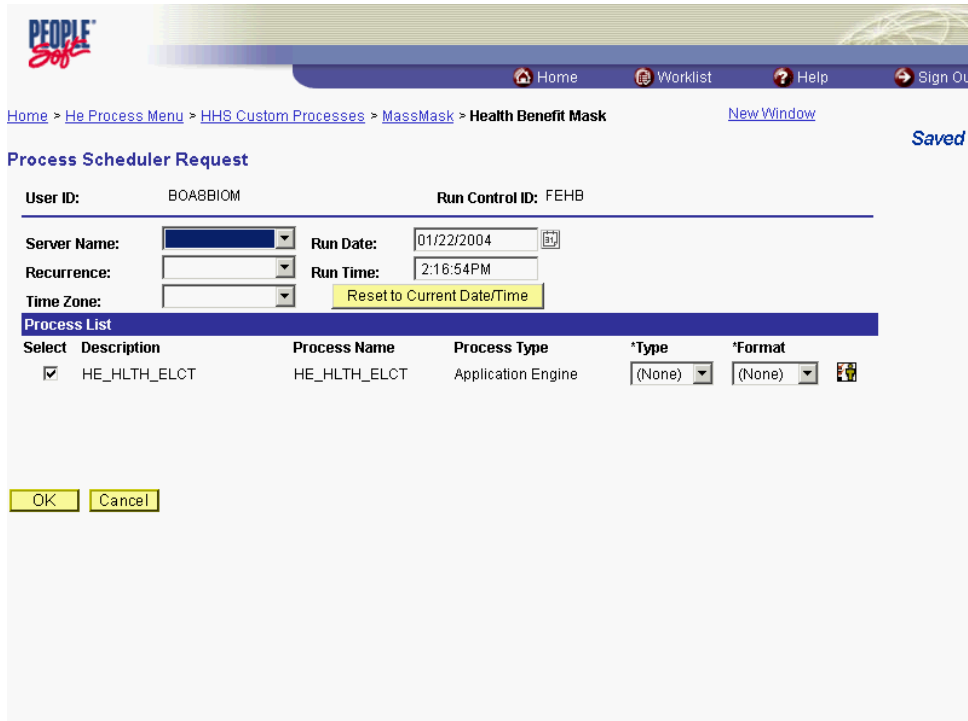 PEOPLE
Soft
Home Worklist Help Sign Ou
Home > He Process Menu > HHS Custom Processes > MassMask > Health Benefit Mask New Window
Saved
Process Scheduler Request
User ID: BOA8BIOM Run Control ID: FEHB
Server Name: Run Date: 01/22/2004 31
Recurrence: Run Time: 2:16:54PM
Time Zone: Reset to Current Date/Time
Process List
Select Description Process Name Process Type *Type *Format
HE_HLTH_ELCT HE_HLTH_ELCT Application Engine (None) (None)
OK Cancel